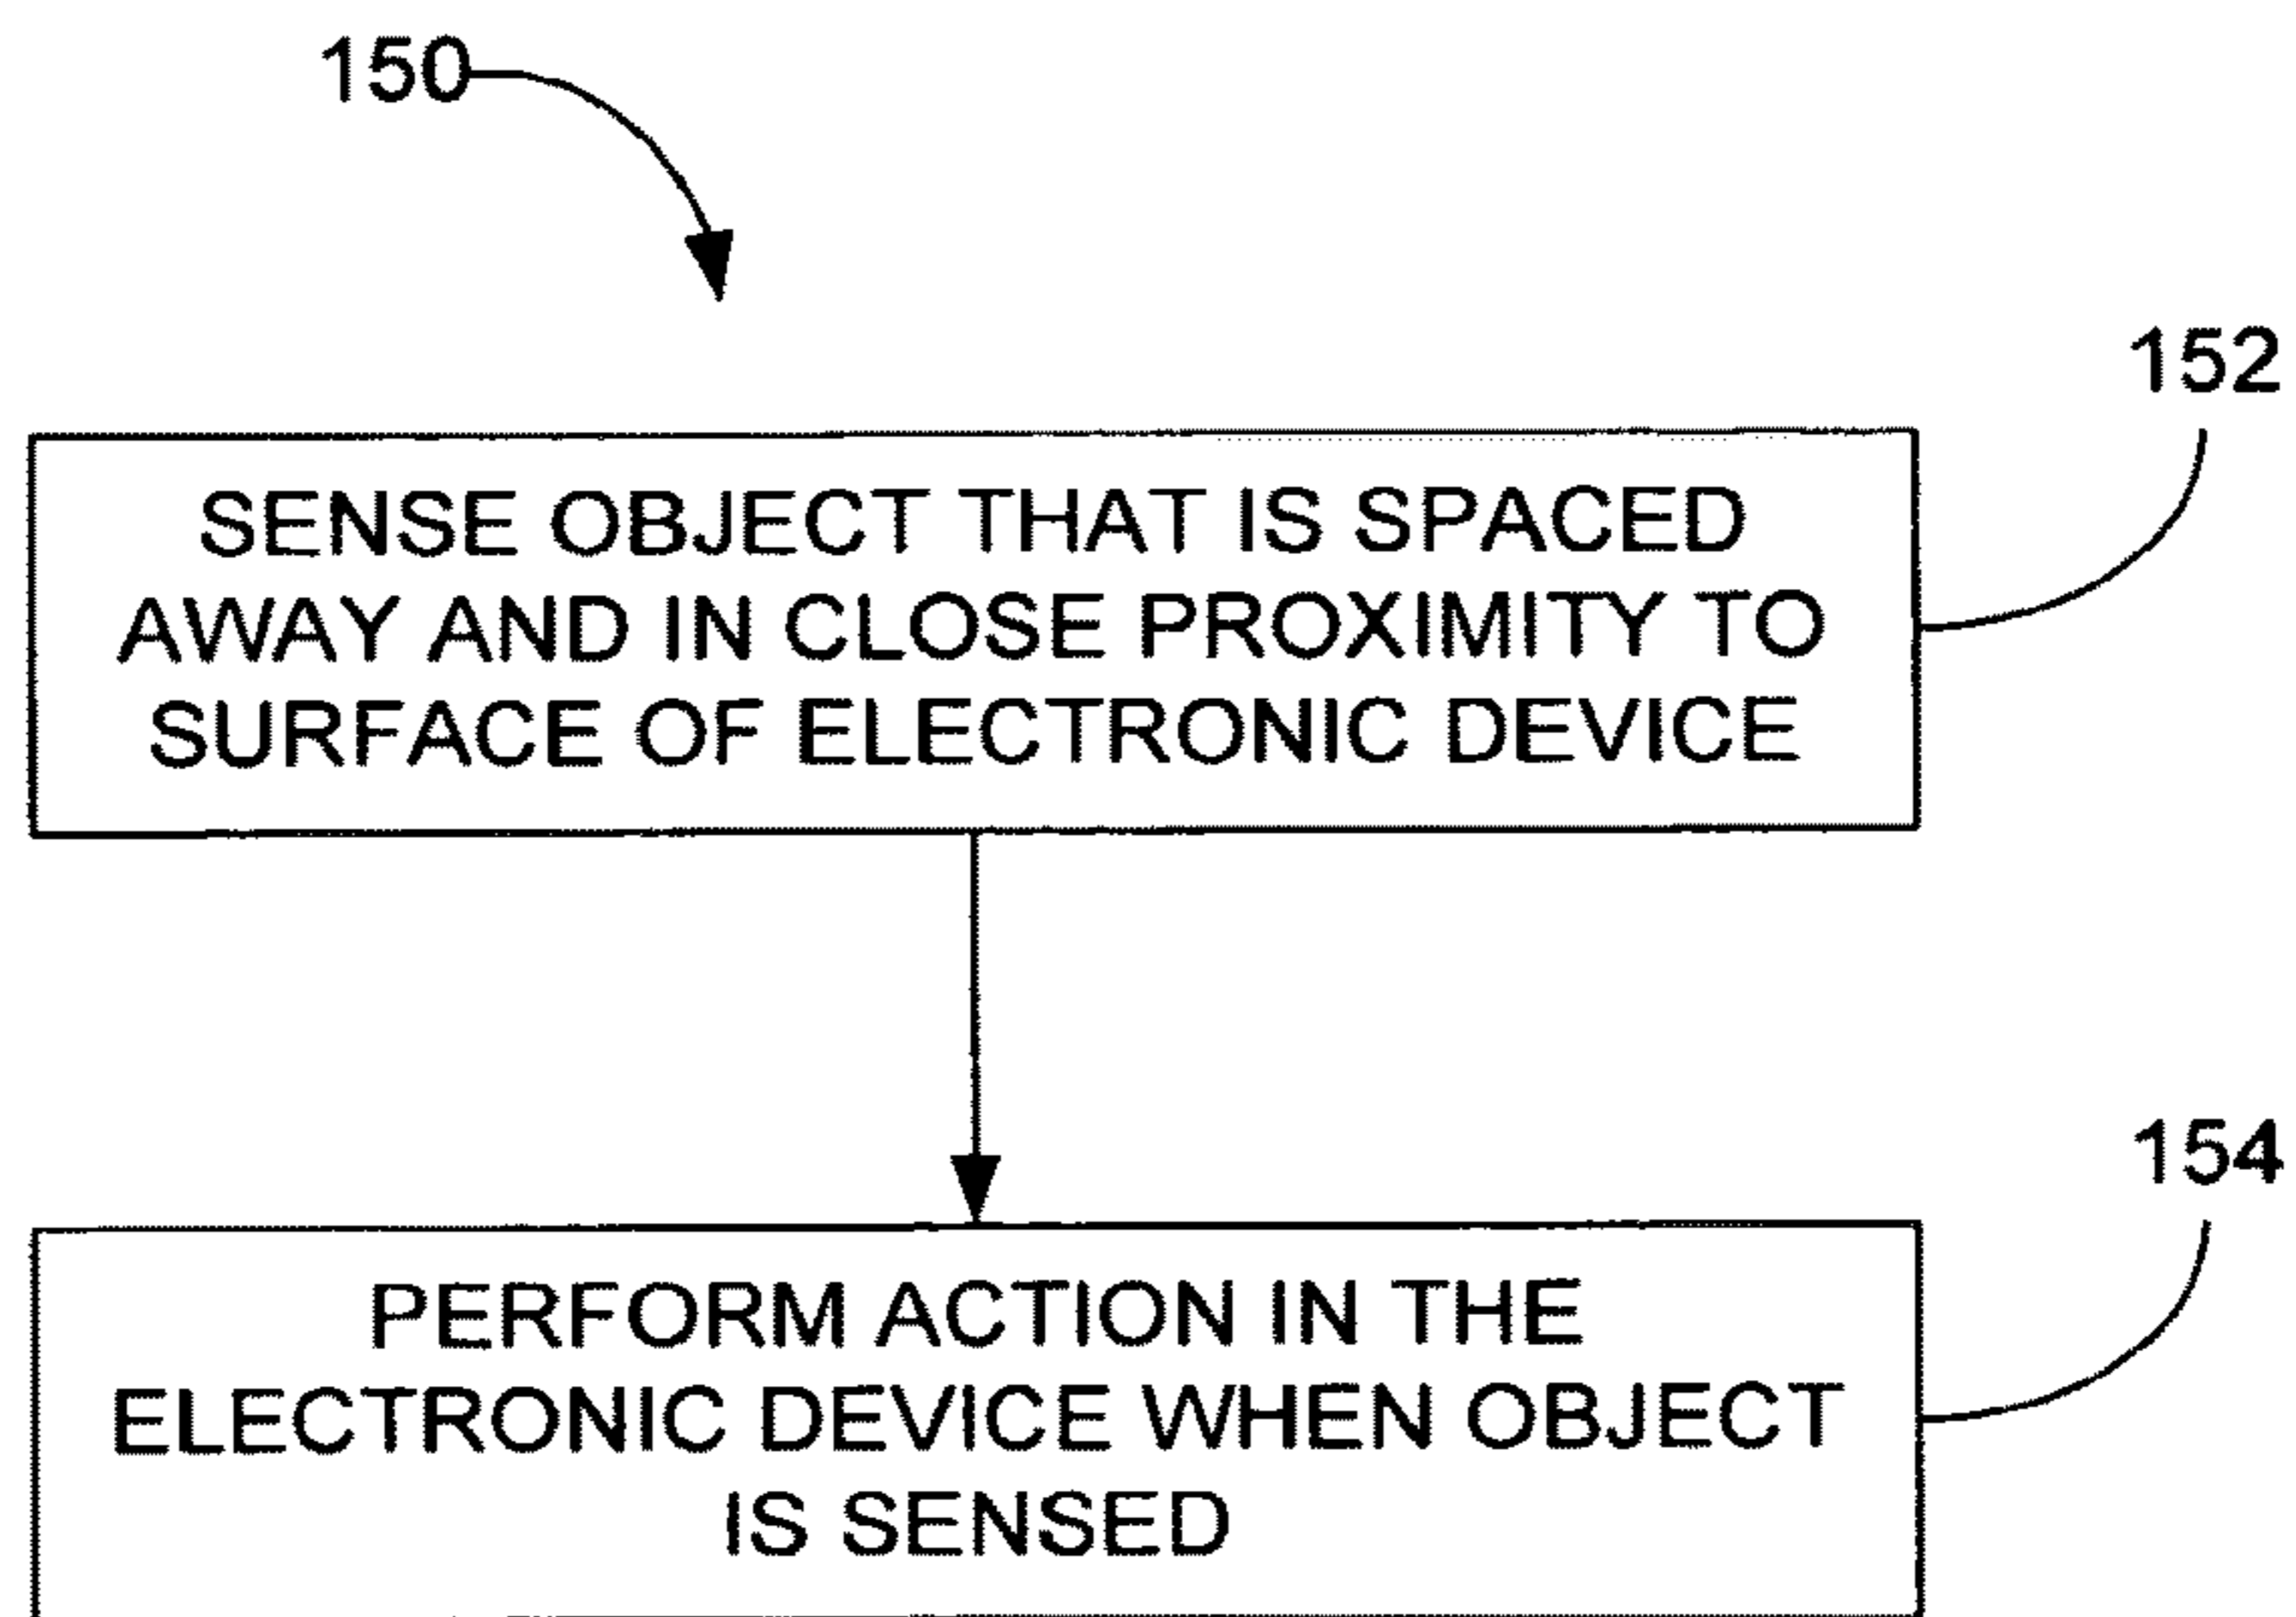 150
152
SENSE OBJECT THAT IS SPACED
AWAY AND IN CLOSE PROXIMITY TO
SURFACE OF ELECTRONIC DEVICE
154
PERFORM ACTION IN THE
ELECTRONIC DEVICE WHEN OBJECT
IS SENSED